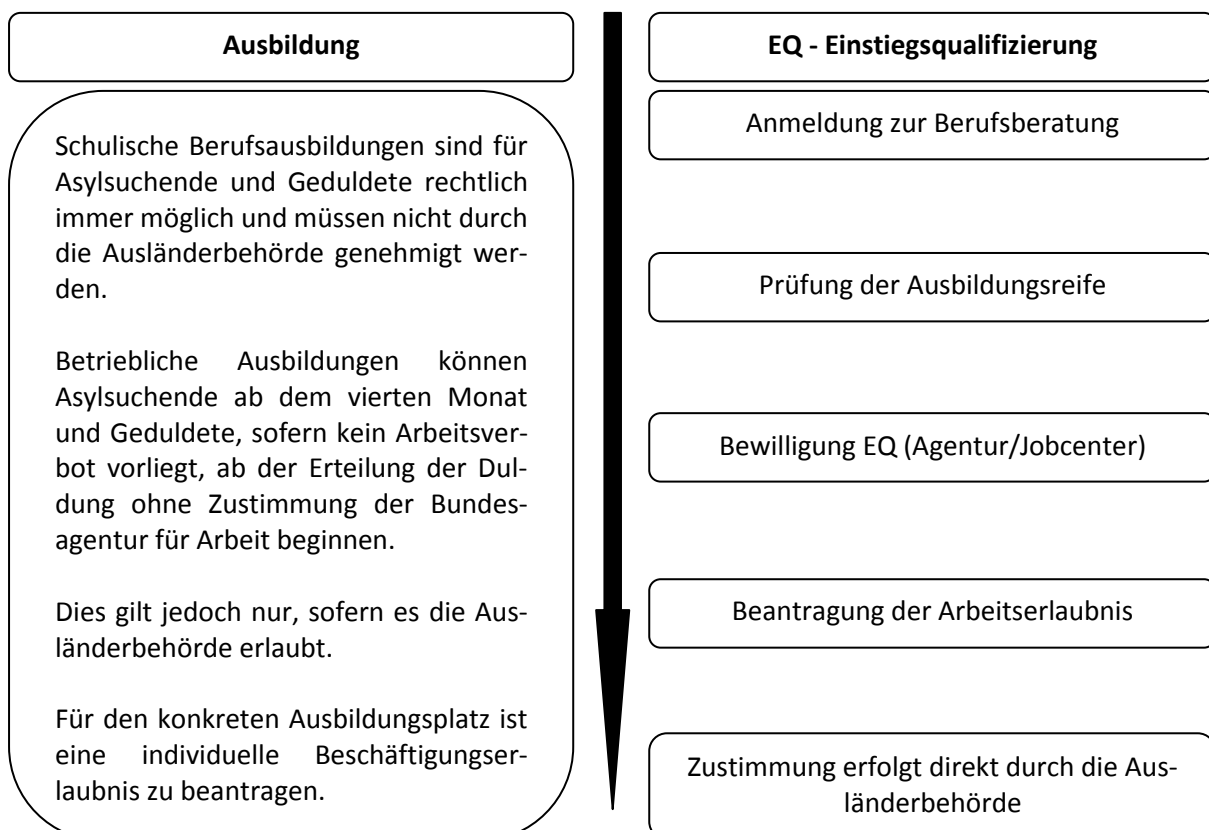 Ausbildung
Schulische Berufsausbildungen sind für
Asylsuchende und Geduldete rechtlich
immer möglich und müssen nicht durch
die Ausländerbehörde genehmigt wer-
den.
Betriebliche Ausbildungen können
Asylsuchende ab dem vierten Monat
und Geduldete, sofern kein Arbeitsver-
bot vorliegt, ab der Erteilung der Dul-
dung ohne Zustimmung der Bundes-
agentur für Arbeit beginnen.
Dies gilt jedoch nur, sofern es die Aus-
länderbehörde erlaubt.
Für den konkreten Ausbildungsplatz ist
eine individuelle Beschäftigungser-
laubnis zu beantragen.
EQ - Einstiegsqualifizierung
Anmeldung zur Berufsberatung
Prüfung der Ausbildungsreife
Bewilligung EQ (Agentur/Jobcenter)
Beantragung der Arbeitserlaubnis
Zustimmung erfolgt direkt durch die Aus-
länderbehörde